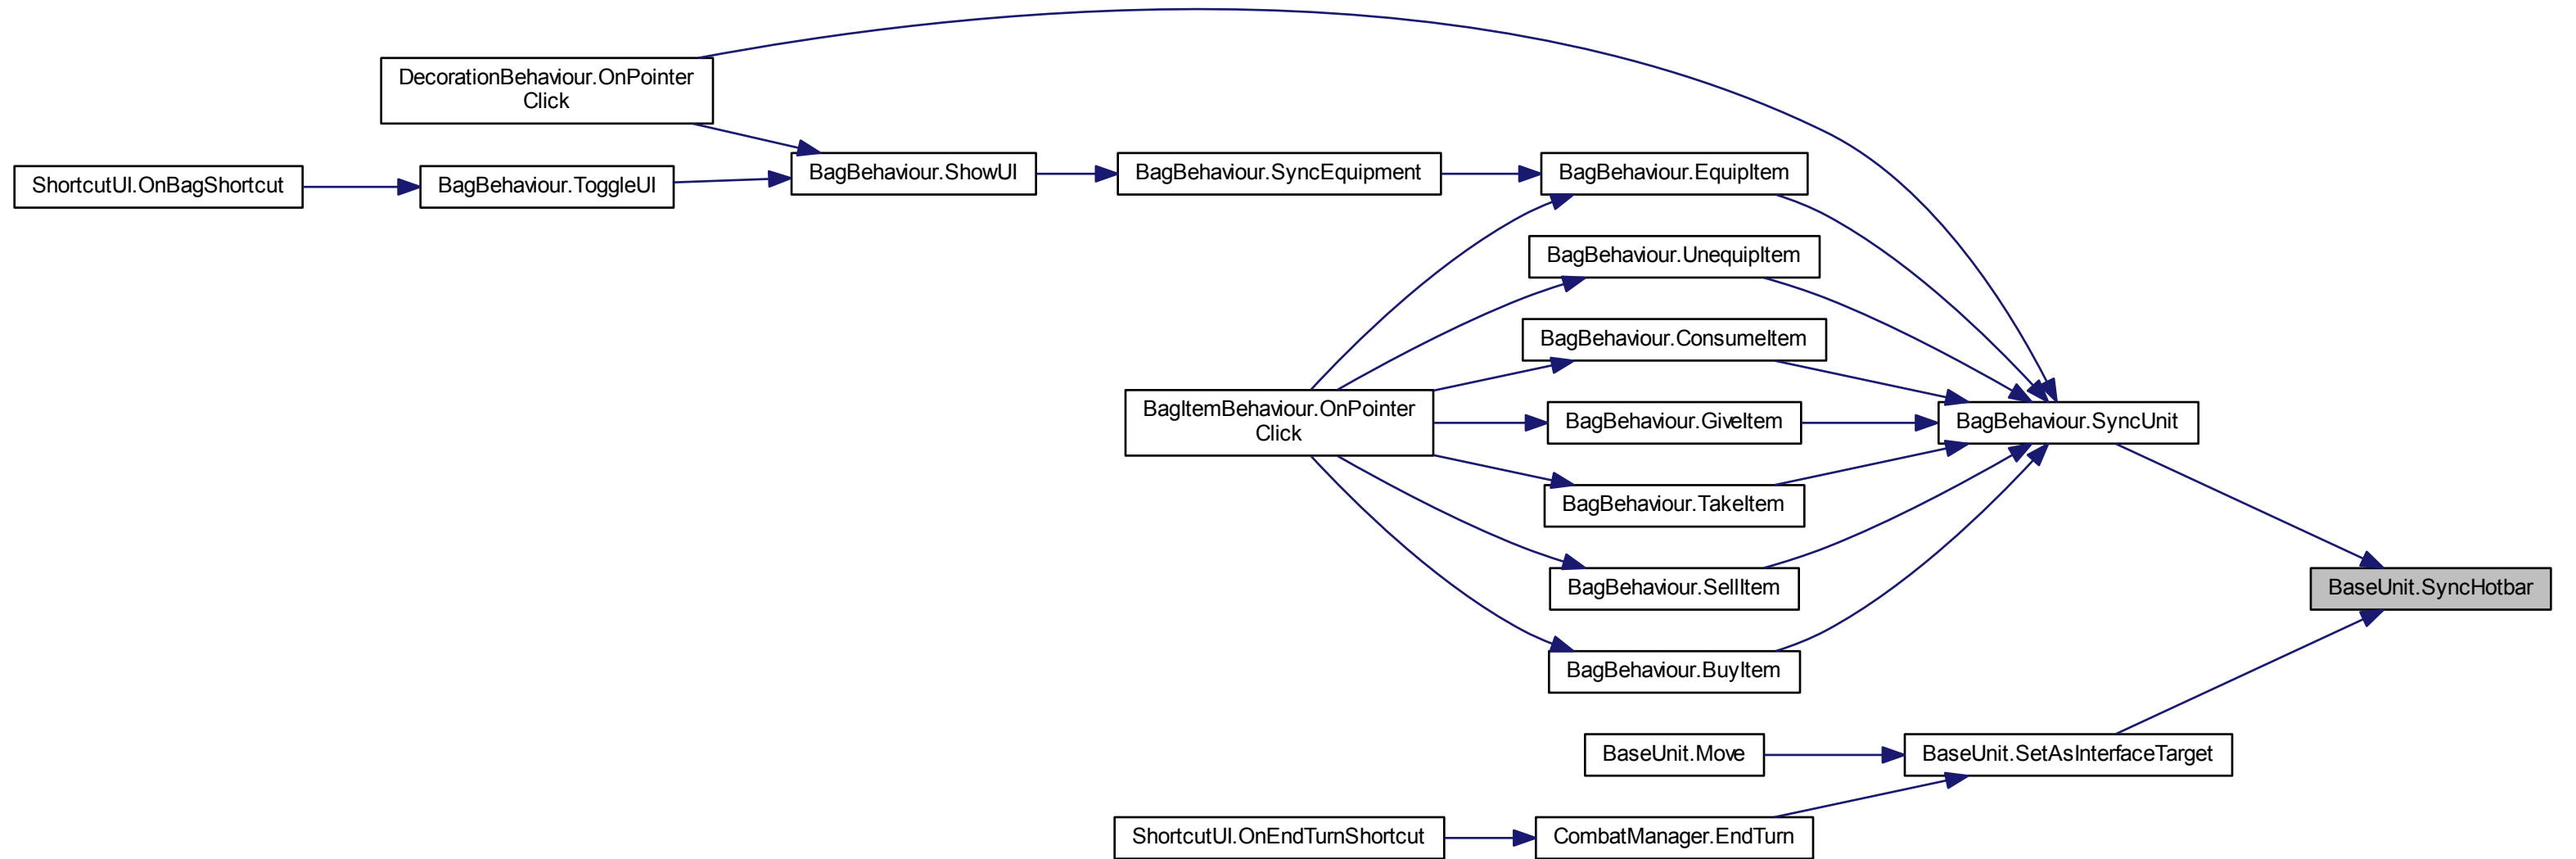 DecorationBehaviour.OnPointer
Click
ShortcutUI.OnBagShortcut
BagBehaviour.ToggleUI
BagBehaviour.ShowUI
BagBehaviour.SyncEquipment
BagBehaviour.EquipItem
BagBehaviour.UnequipItem
BagBehaviour.ConsumeItem
BagItemBehaviour.OnPointer
Click
BagBehaviour.GiveItem
BagBehaviour.SyncUnit
BagBehaviour.TakeItem
BagBehaviour.SellItem
BaseUnit.SyncHotbar
BagBehaviour.BuyItem
BaseUnit.Move
BaseUnit.SetAsInterfaceTarget
ShortcutUI.OnEndTurnShortcut
CombatManager.EndTurn